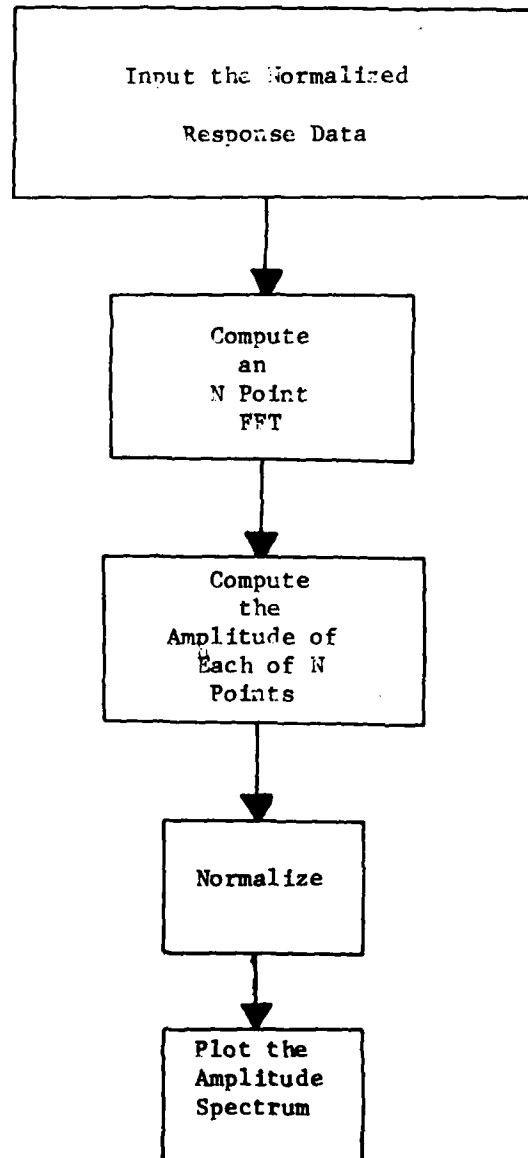 Input the Normalized
Response Data
Compute
an
N Point
FFT
Compute
the
Amplitude of
Each of N
Points
Normalize
Plot the
Amplitude
Spectrum